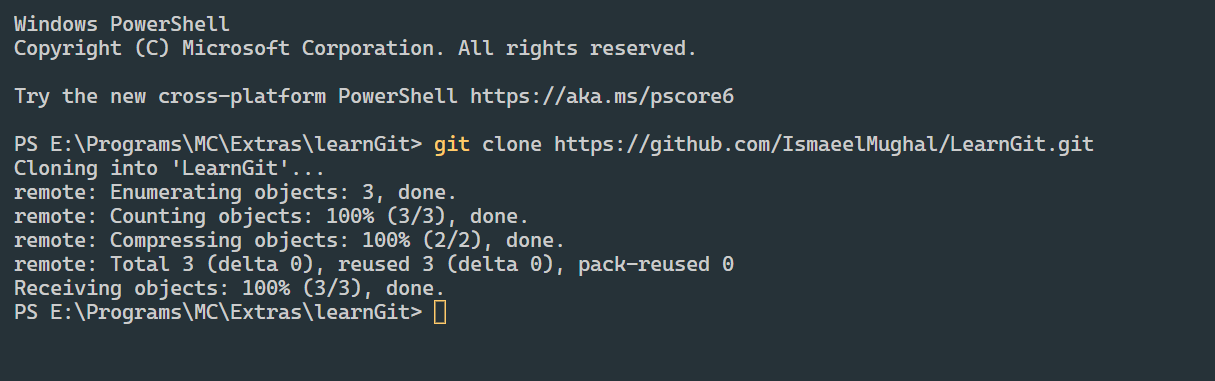 Windows PowerShell
Copyright (C) Microsoft Corporation. All rights reserved.
Try the new cross-platform PowerShell https://aka.ms/pscore6
PS E:\Programs\MC\Extras\learnGit> git clone https://github.com/IsmaeelMughal/LearnGit.git
Cloning into 'LearnGit'...
remote: Enumerating objects: 3, done.
remote: Counting objects: 100% (3/3), done.
remote: Compressing objects: 100% (2/2), done.
remote: Total 3 (delta 0), reused 3 (delta 0), pack-reused 0
Receiving objects: 100% (3/3), done.
PS E:\Programs\MC\Extras\learnGit>